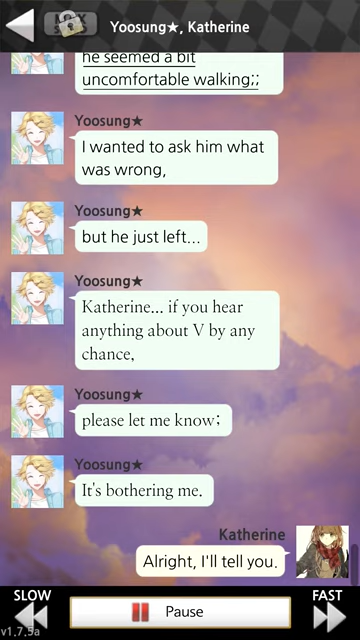 Yoosung★, Katherine
he seemed a bit
uncomfortable walking;;
Yoosung★
I wanted to ask him what
was wrong,
Yoosung★
but he just left...
Yoosung★
Katherine... if you hear
anything about V by any
chance,
Yoosung★
please let me know;
Yoosung★
It's bothering me.
Katherine
Alright, I'll tell you.
SLOW
Pause
FAST
v1.7.5a